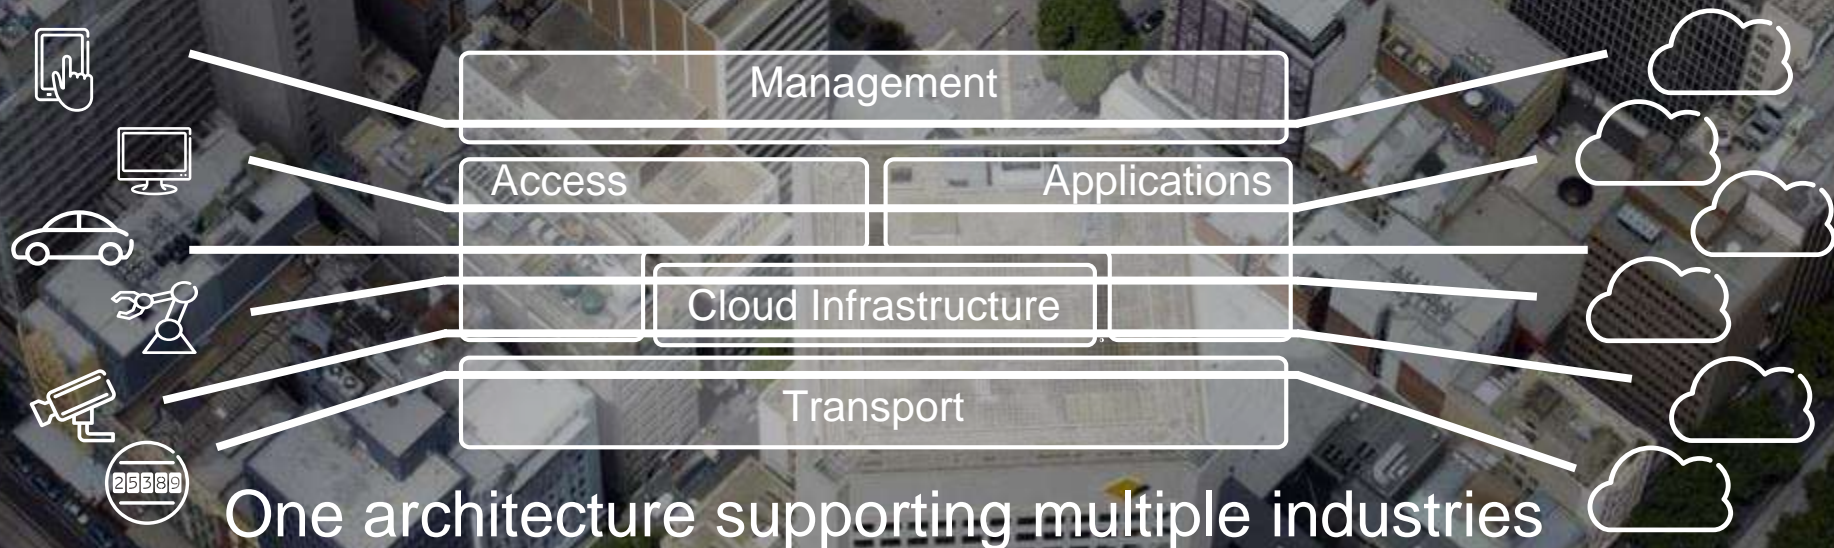 Management
Access
Applications
Cloud Infrastructure
Transport
25389
One architecture supporting multiple industries